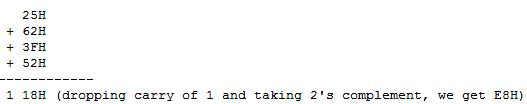 25H
+ 62H
+ 3FH
+ 52H
------------
1 18H (dropping carry of 1 and taking 2's complement, we get E8H)